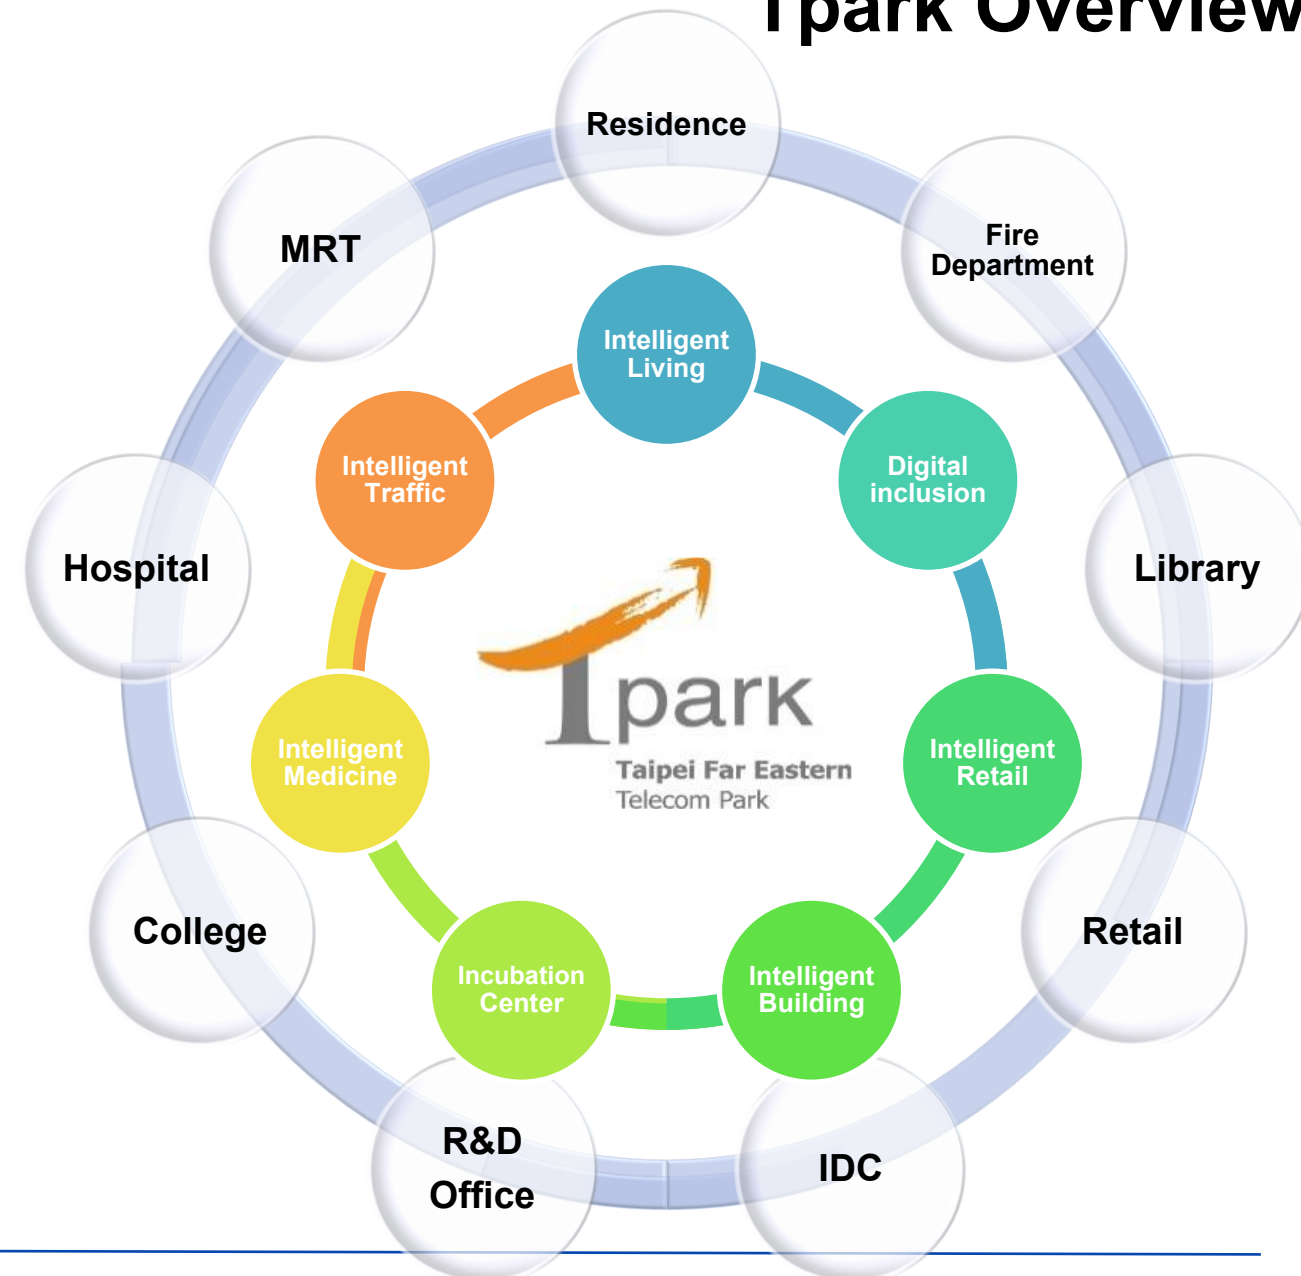 Tpark Overview
Residence
MRT
Fire
Department
Intelligent
Living
Intelligent
Traffic
Digital
inclusion
Hospital
Library
Tpark
Taipei Far Eastern
Telecom Park
Intelligent
Medicine
Intelligent
Retail
College
Retail
Incubation
Center
Intelligent
Building
R&D
Office
IDC